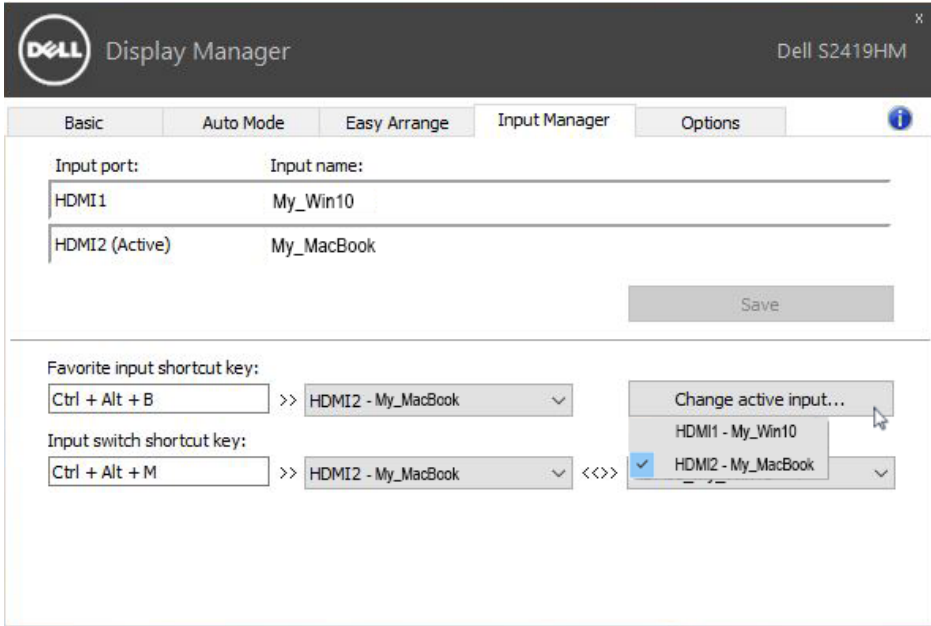 x
DELL Display Manager Dell S2419HM
Basic Auto Mode Easy Arrange Input Manager Options
Input port: Input name:
HDMI1 My_Win10
HDMI2 (Active) My_MacBook
Save
Favorite input shortcut key:
Ctrl + Alt + B >> HDMI2 - My_MacBook Change active input...
HDMI1 - My_Win10
Input switch shortcut key:
HDMI2 - My_MacBook
Ctrl + Alt + M >> HDMI2 - My_MacBook <<>>